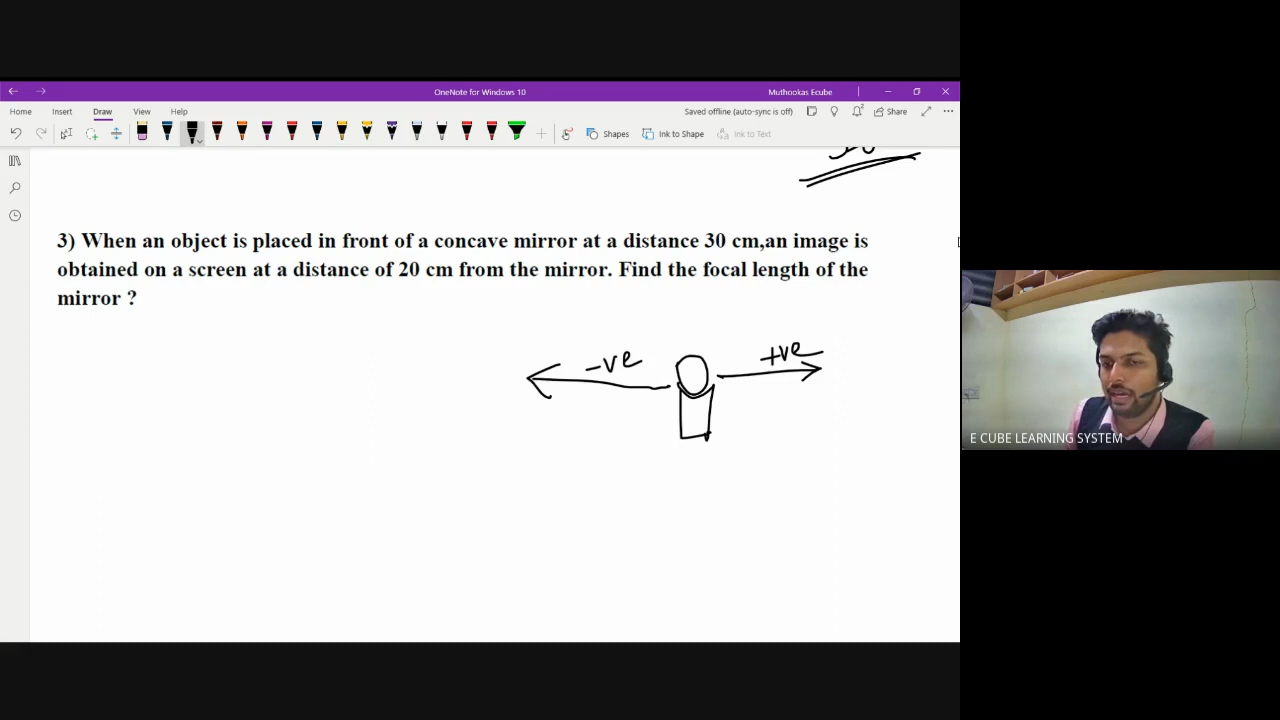 OneNote for Windows 10
Muthookas Ecube
Home Insert Draw View Help
Saved offline (auto-sync is off)
Share
Shapes
Ink to Shape
Ink to Text
3) When an object is placed in front of a concave mirror at a distance 30 cm,an image is
obtained on a screen at a distance of 20 cm from the mirror. Find the focal length of the
mirror ?
-ve
+ve
E CUBE LEARNING SYSTEM